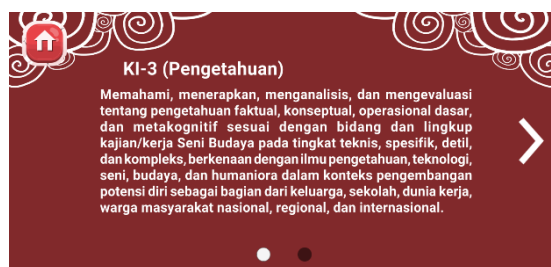 KI-3 (Pengetahuan)
Memahami, menerapkan, menganalisis, dan mengevaluasi
tentang pengetahuan faktual, konseptual, operasional dasar,
dan metakognitif sesuai dengan bidang dan lingkup
kajian/kerja Seni Budaya pada tingkat teknis, spesifik, detil,
dan kompleks, berkenaan dengan ilmu pengetahuan, teknologi,
seni, budaya, dan humaniora dalam konteks pengembangan
potensi diri sebagai bagian dari keluarga, sekolah, dunia kerja,
warga masyarakat nasional, regional, dan internasional.